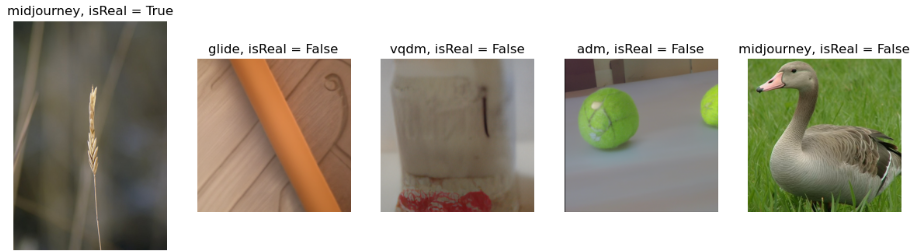 midjourney, isReal = True
glide, isReal = False
vqdm, isReal = False
adm, isReal = False
midjourney, isReal = False